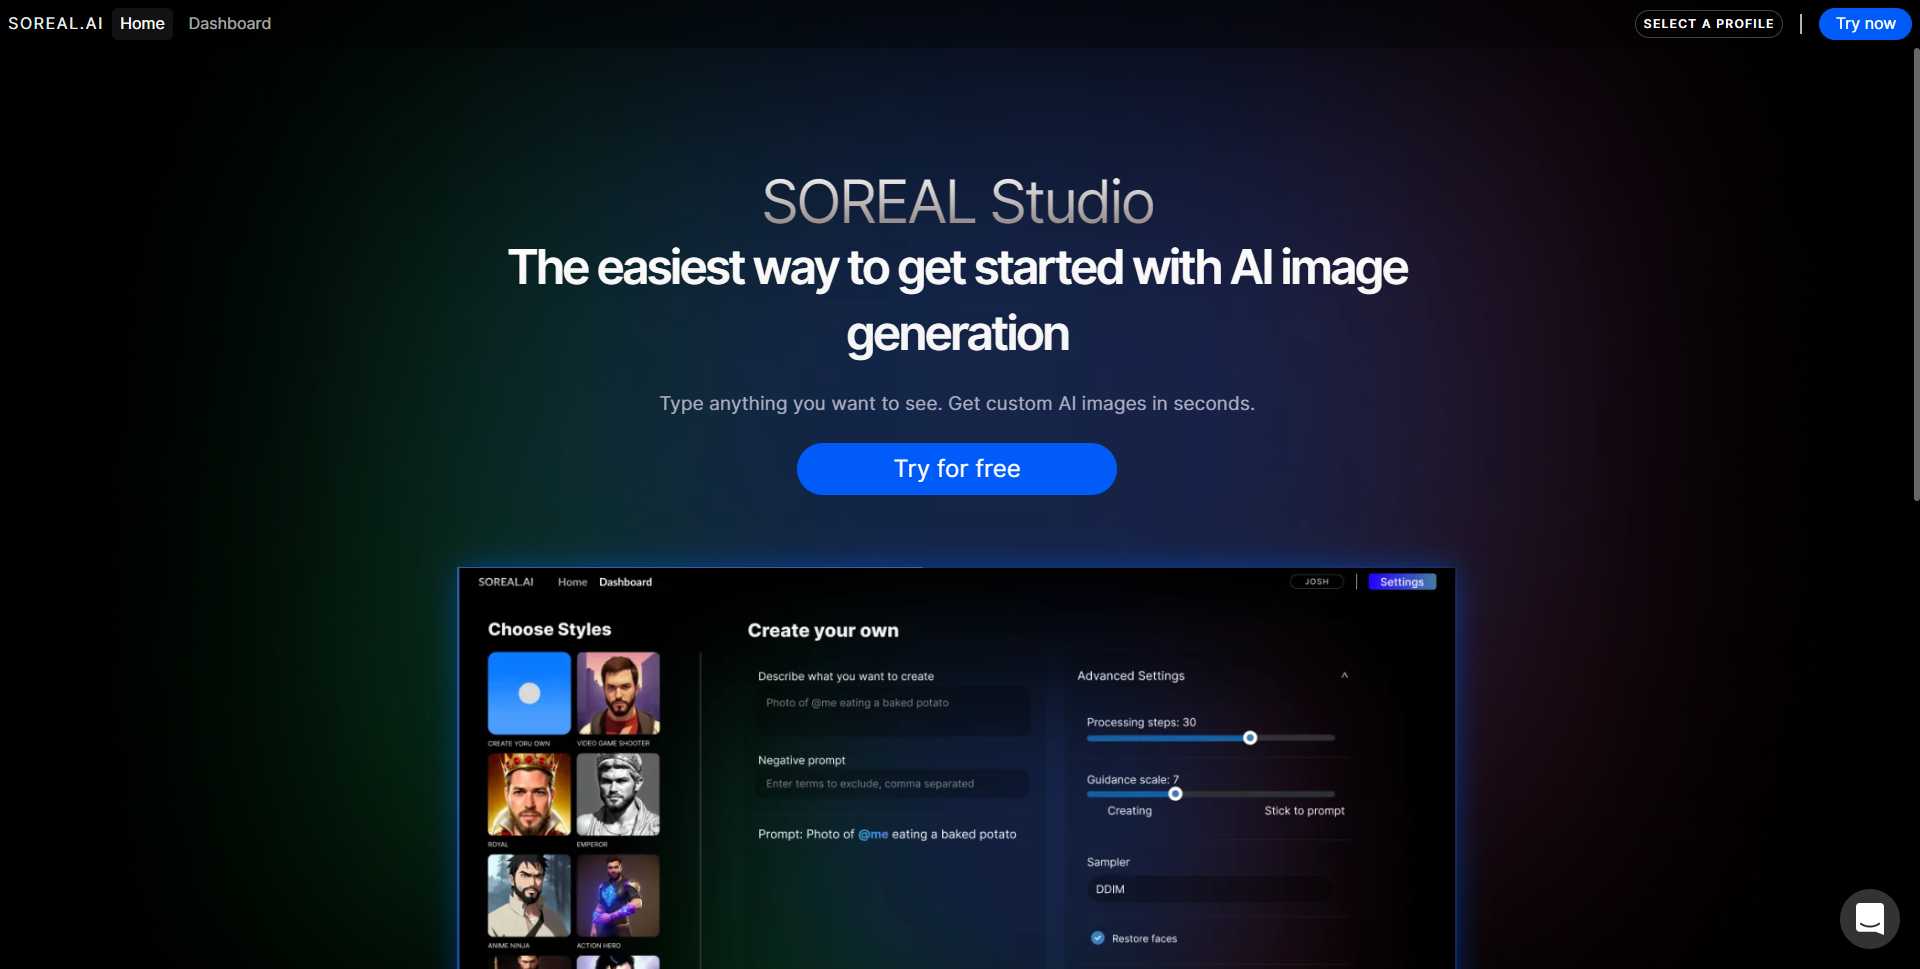 SOREAL.AI Home Dashboard SELECT A PROFILE Try now
SOREAL Studio
The easiest way to get started with AI image
generation
Type anything you want to see. Get custom AI images in seconds.
Try for free
SOREAL.AI Home Dashboard JOSH Settings
Choose Styles
CREATE YORU OWN VIDEO GAME SHOOTER
ROYAL EMPEROR
ANIME NINJA ACTION HERO
Create your own
Describe what you want to create
Photo of @me eating a baked potato
Negative prompt
Enter terms to exclude, comma separated
Prompt: Photo of @me eating a baked potato
Advanced Settings
Processing steps: 30
Guidance scale: 7
Creating Stick to prompt
Sampler
DDIM
Restore faces